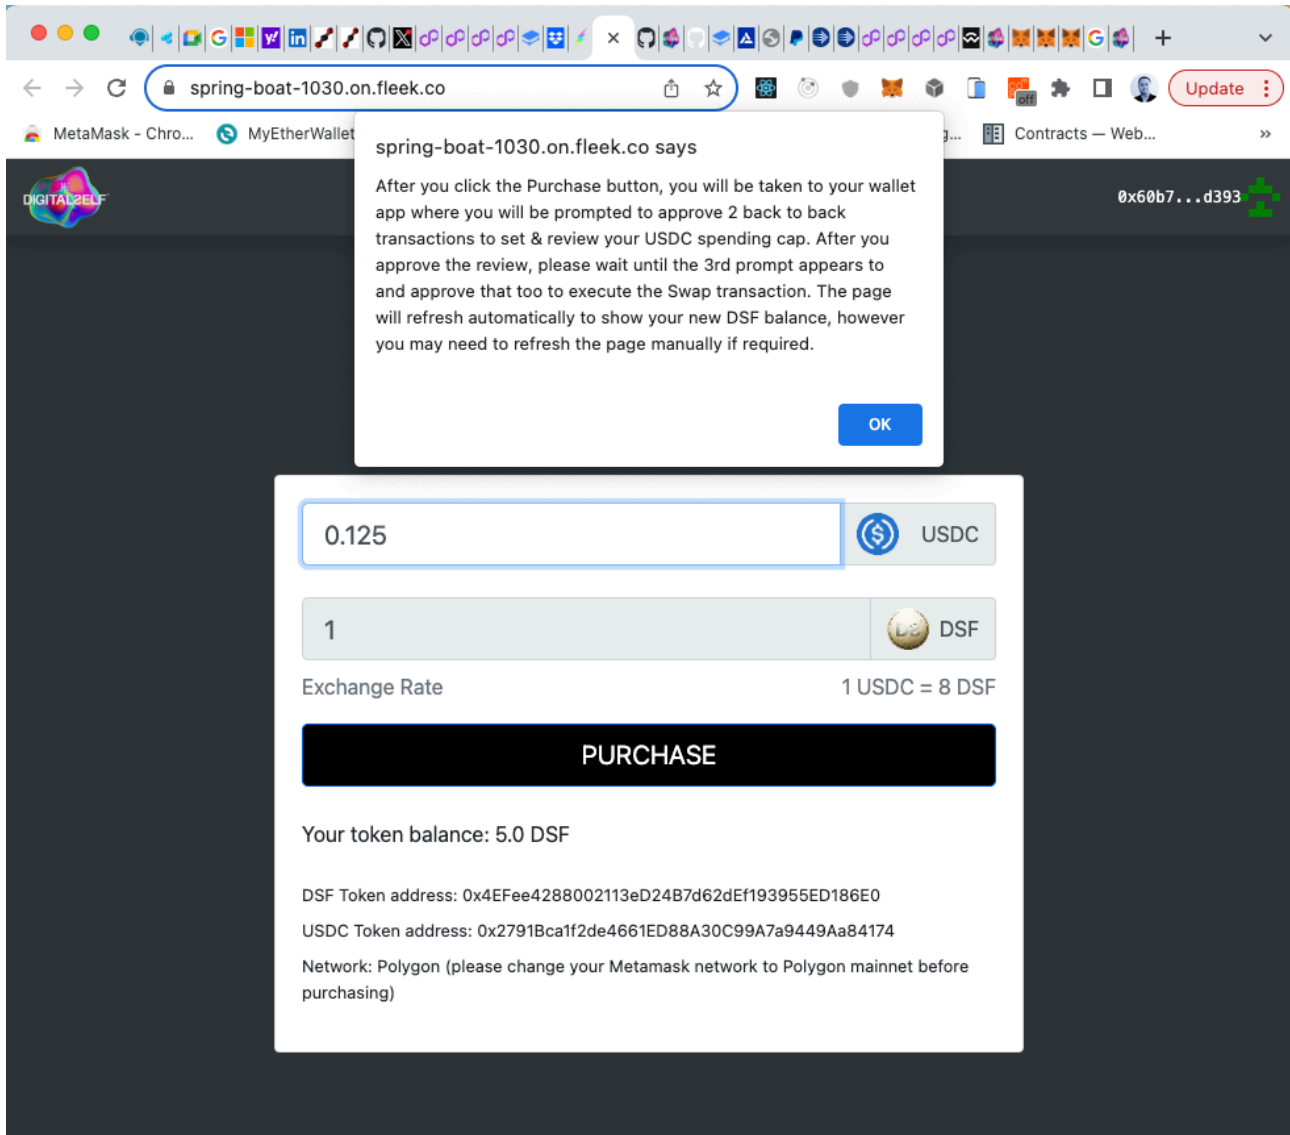 spring-boat-1030.on.fleek.co
Update
off
MetaMask - Chro...
MyEtherWallet
g...
Contracts — Web...
»
DIGITALSELF
0x60b7...d393
spring-boat-1030.on.fleek.co says
After you click the Purchase button, you will be taken to your wallet
app where you will be prompted to approve 2 back to back
transactions to set & review your USDC spending cap. After you
approve the review, please wait until the 3rd prompt appears to
and approve that too to execute the Swap transaction. The page
will refresh automatically to show your new DSF balance, however
you may need to refresh the page manually if required.
OK
0.125
USDC
1
DSF
Exchange Rate
1 USDC = 8 DSF
PURCHASE
Your token balance: 5.0 DSF
DSF Token address: 0x4EFee4288002113eD24B7d62dEf193955ED186E0
USDC Token address: 0x2791Bca1f2de4661ED88A30C99A7a9449Aa84174
Network: Polygon (please change your Metamask network to Polygon mainnet before
purchasing)